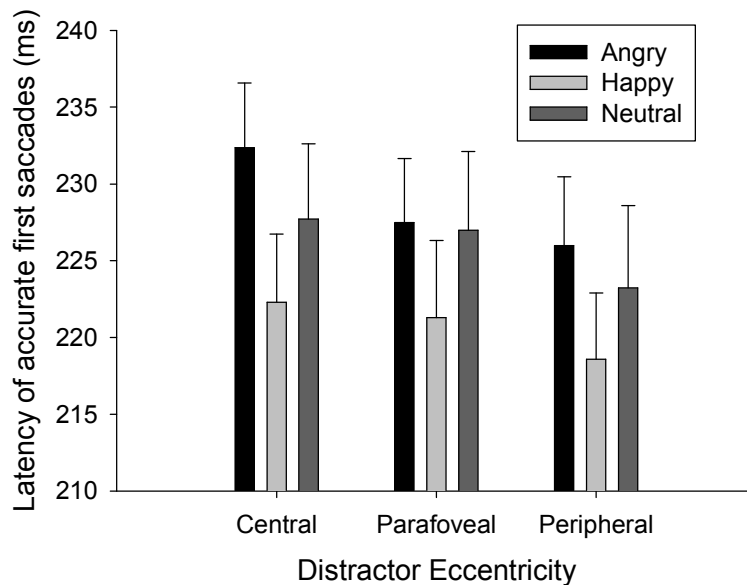 Latency of accurate first saccades (ms)
240
235
230
225
220
215
210
Angry
Happy
Neutral
Central
Parafoveal
Peripheral
Distractor Eccentricity